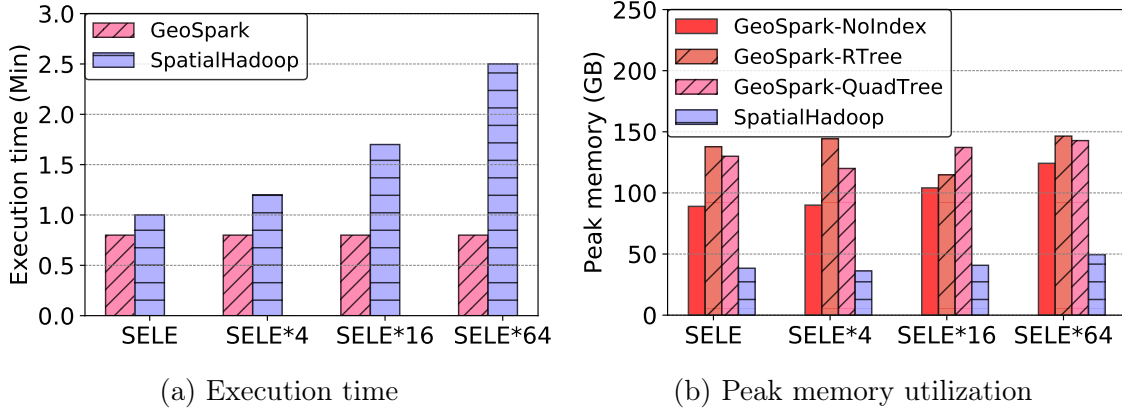 Execution time (Min)
3.0
2.5
2.0
1.5
1.0
0.5
0.0
GeoSpark
SpatialHadoop
SELE SELE*4 SELE*16 SELE*64
(a) Execution time
Peak memory (GB)
250
200
150
100
50
0
GeoSpark-NoIndex
GeoSpark-RTree
GeoSpark-QuadTree
SpatialHadoop
SELE SELE*4 SELE*16 SELE*64
(b) Peak memory utilization